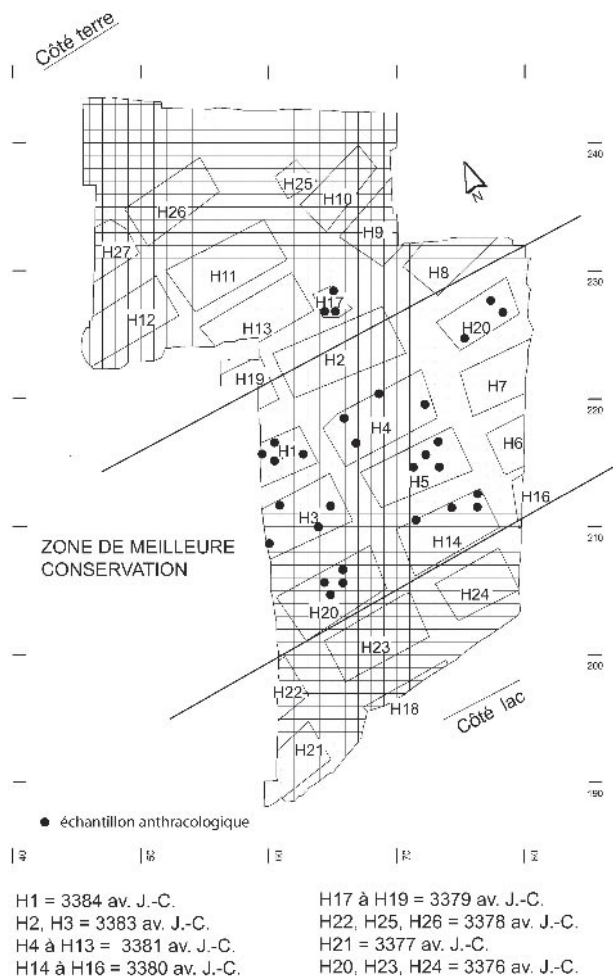 Côté terre
240
H25
H10
H26
H9
H27
H8
230
H11
H17
H12
H20
H13
H2
H19
H7
220
H4
H1
H6
H5
H16
H3
210
H14
ZONE DE MEILLEURE
CONSERVATION
H24
H20
H23
200
H22
H18
Côté lac
H21
190
échantillon anthracologique
H1 = 3384 av. J.-C.
H2, H3 = 3383 av. J.-C.
H4 à H13 = 3381 av. J.-C.
H14 à H16 = 3380 av. J.-C.
H17 à H19 = 3379 av. J.-C.
H22, H25, H26 = 3378 av. J.-C.
H21 = 3377 av. J.-C.
H20, H23, H24 = 3376 av. J.-C.